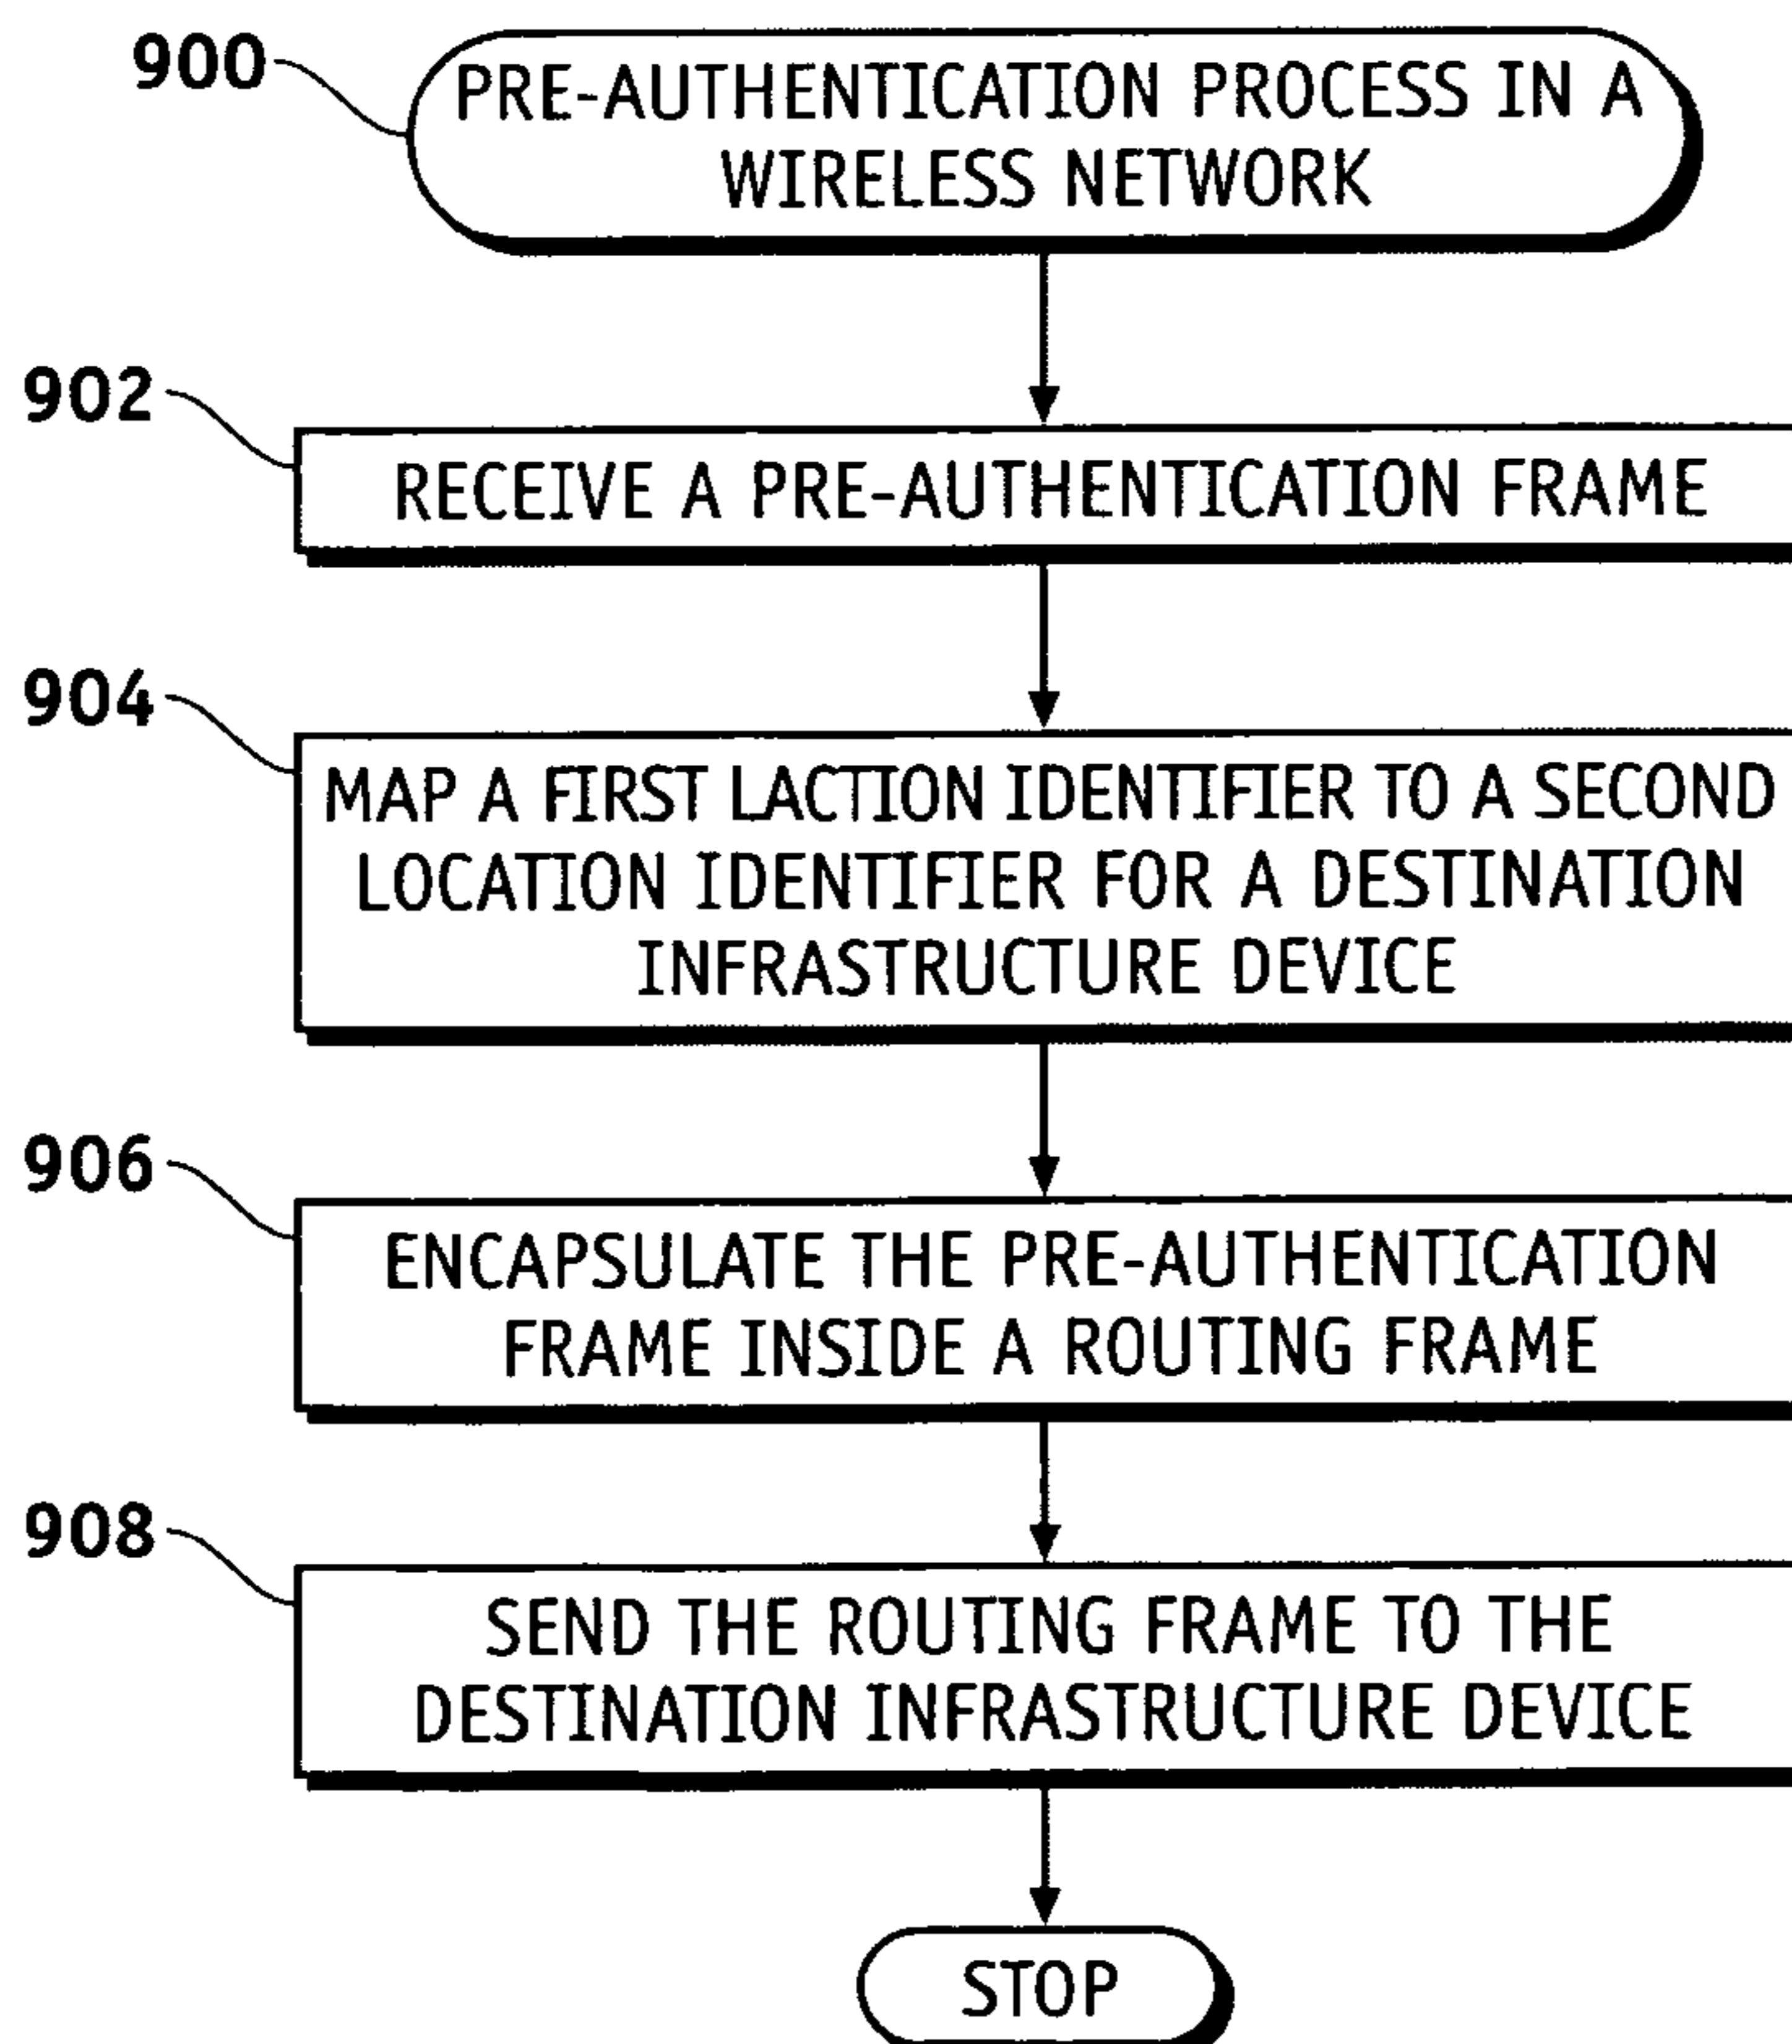 900
PRE-AUTHENTICATION PROCESS IN A
WIRELESS NETWORK
902
RECEIVE A PRE-AUTHENTICATION FRAME
904
MAP A FIRST LACTION IDENTIFIER TO A SECOND
LOCATION IDENTIFIER FOR A DESTINATION
INFRASTRUCTURE DEVICE
906
ENCAPSULATE THE PRE-AUTHENTICATION
FRAME INSIDE A ROUTING FRAME
908
SEND THE ROUTING FRAME TO THE
DESTINATION INFRASTRUCTURE DEVICE
STOP